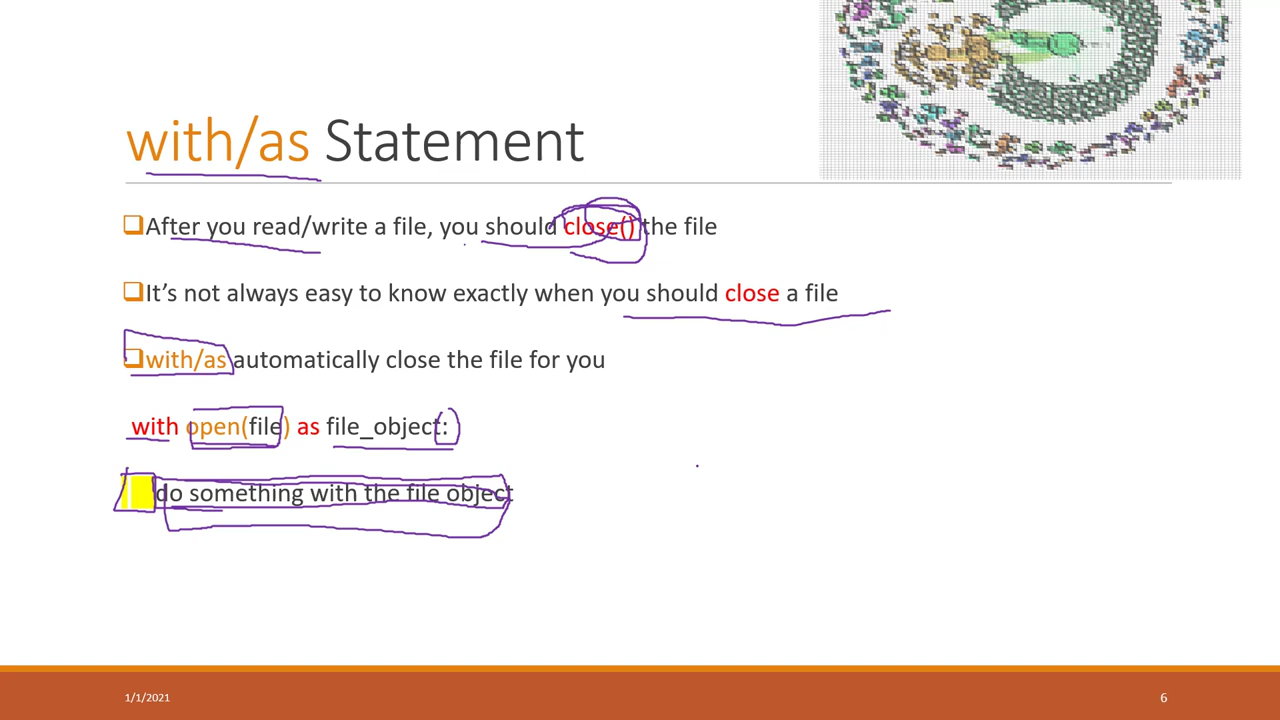 with/as Statement
After you read/write a file, you should close() the file
It's not always easy to know exactly when you should close a file
with/as automatically close the file for you
with open(file) as file_object:
do something with the file object
1/1/2021
6